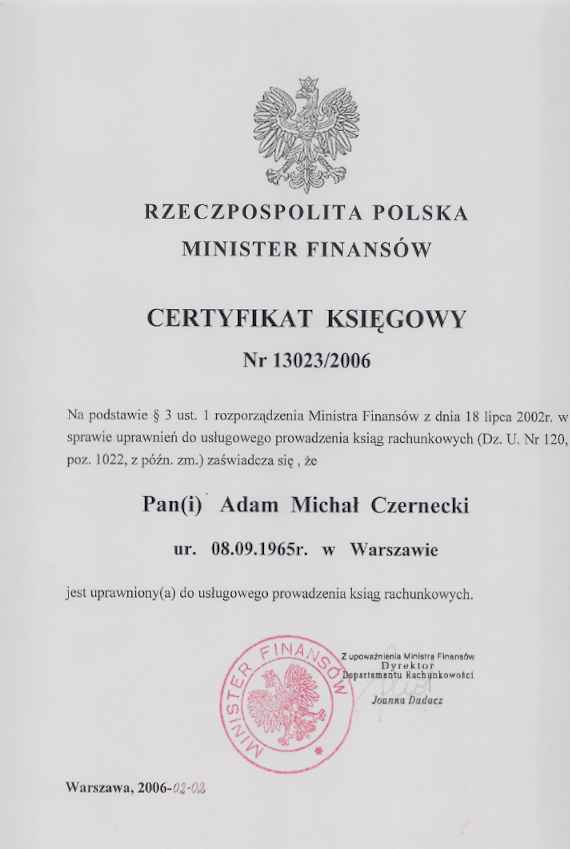 RZECZPOSPOLITA POLSKA
MINISTER FINANSÓW
CERTYFIKAT KSIĘGOWY
Nr 13023/2006
Na podstawie § 3 ust. 1 rozporządzenia Ministra Finansów z dnia 18 lipca 2002r. w
sprawie uprawnień do usługowego prowadzenia ksiąg rachunkowych (Dz. U. Nr 120,
poz. 1022, z późn. zm.) zaświadcza się , że
Pan(i) Adam Michał Czernecki
ur. 08.09.1965r. w Warszawie
jest uprawniony(a) do usługowego prowadzenia ksiąg rachunkowych.
MINISTER FINANSÓW
Z upoważnienia Ministra Finansów
Dyrektor
Departamentu Rachunkowości
Joanna Dadacz
Warszawa, 2006-02-02